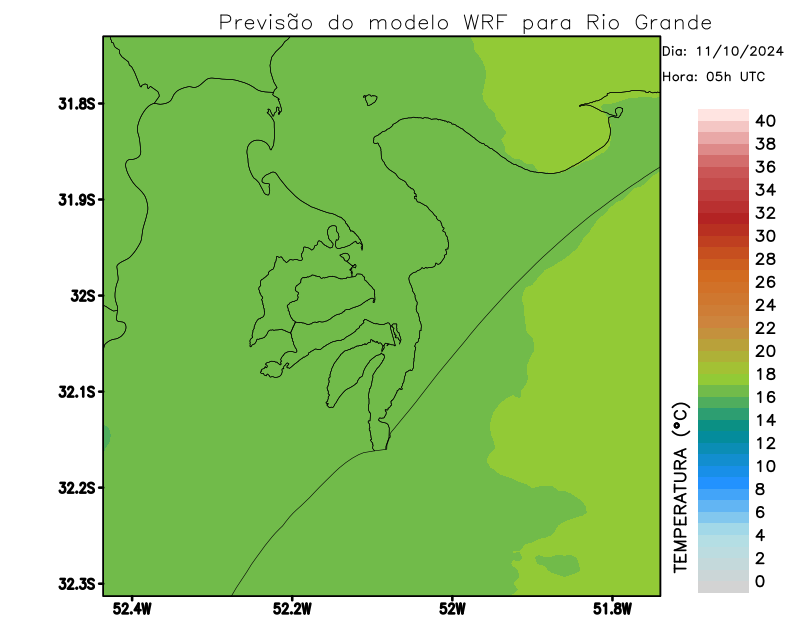 Previsão do modelo WRF para Rio Grande
Dia: 11/10/2024
Hora: 05h UTC
31.8S
31.9S
32S
32.1S
32.2S
32.3S
52.4W
52.2W
52W
51.8W
TEMPERATURA (°C)
40
38
36
34
32
30
28
26
24
22
20
18
16
14
12
10
8
6
4
2
0